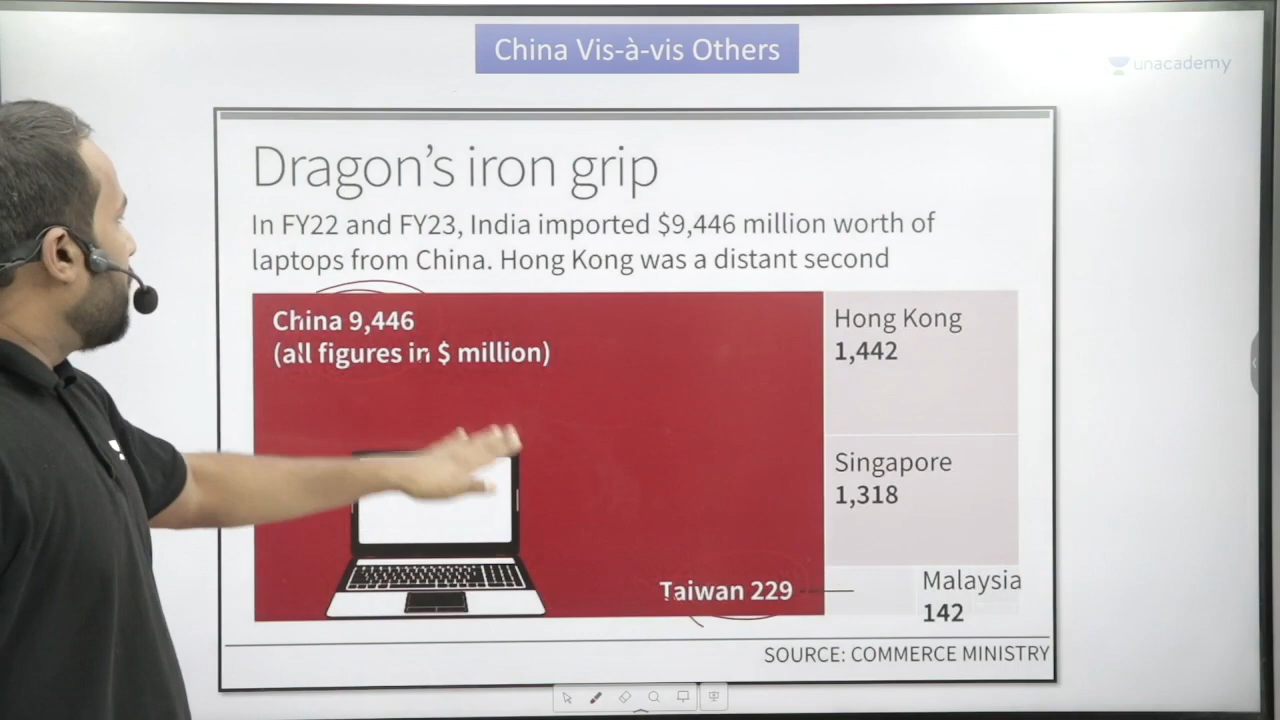 China Vis-à-vis Others
unacademy
Dragon’s iron grip
In FY22 and FY23, India imported $9,446 million worth of
laptops from China. Hong Kong was a distant second
China 9,446
(all figures in $ million)
Hong Kong
1,442
Singapore
1,318
Taiwan 229
Malaysia
142
SOURCE: COMMERCE MINISTRY